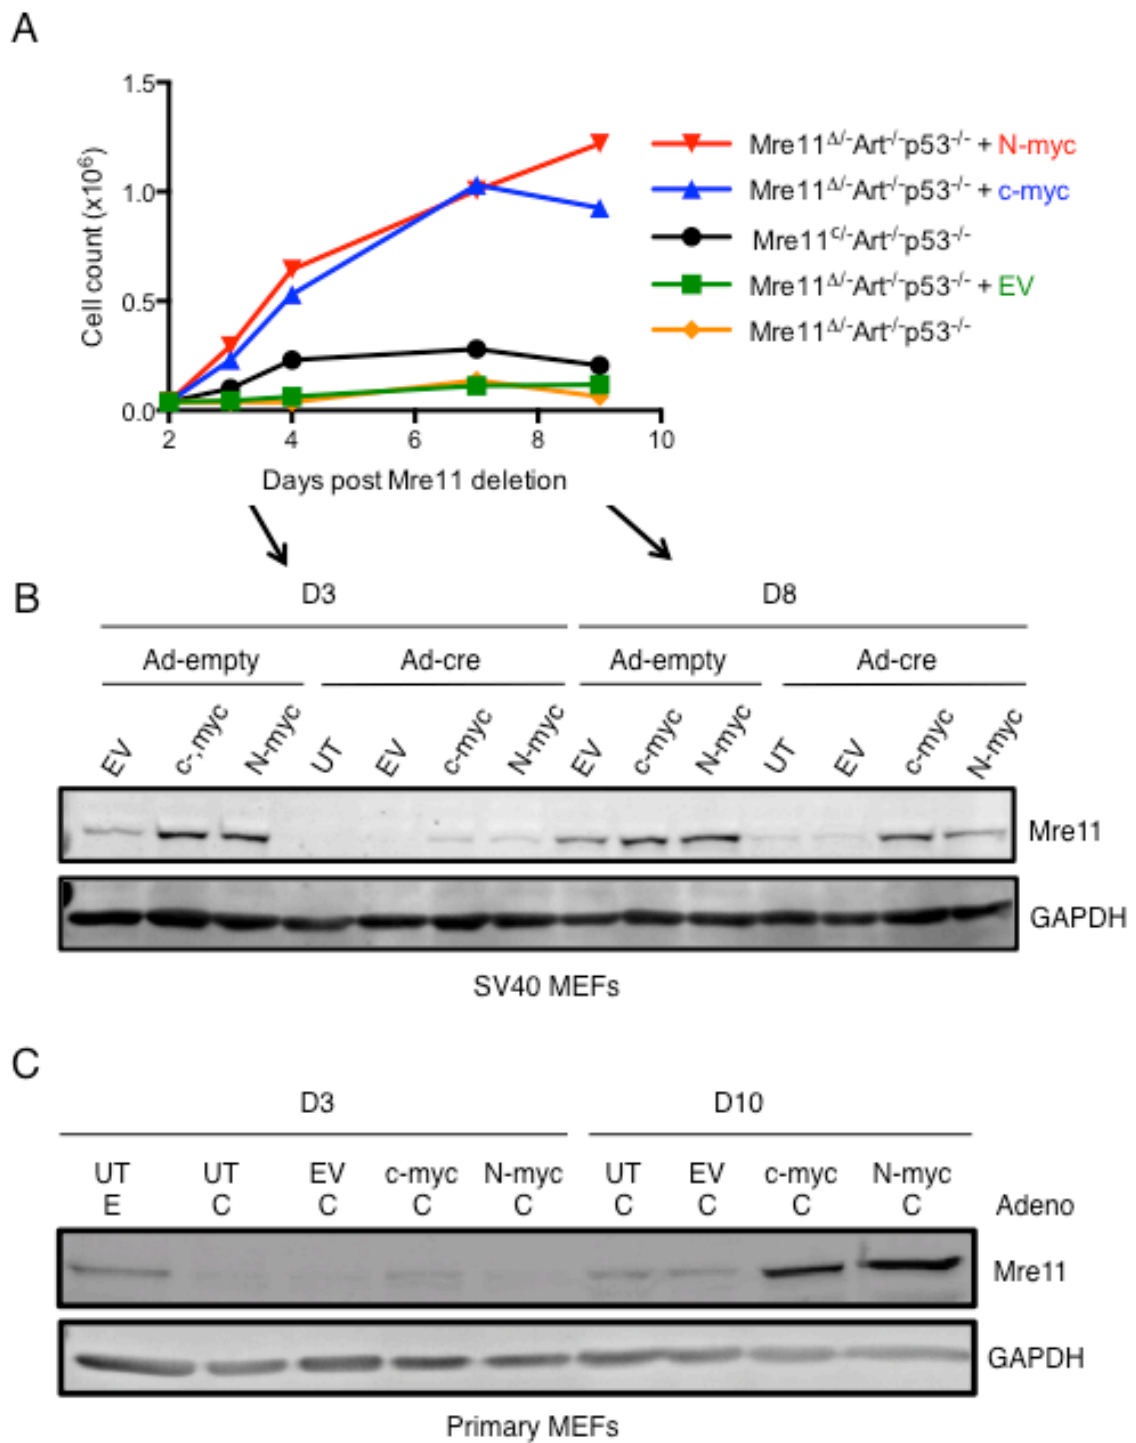 A
1.5
1.0
0.5
0.0
Cell count (x10⁶)
2 4 6 8 10
Days post Mre11 deletion
Mre11Δ/-Art-/-p53-/- + N-myc
Mre11Δ/-Art-/-p53-/- + c-myc
Mre11c/-Art-/-p53-/-
Mre11Δ/-Art-/-p53-/- + EV
Mre11Δ/-Art-/-p53-/-
B
D3 D8
Ad-empty Ad-cre Ad-empty Ad-cre
EV c-,myc N-myc UT EV c-myc N-myc EV c-myc N-myc UT EV c-myc N-myc
Mre11
GAPDH
SV40 MEFs
C
D3 D10
UT UT EV c-myc N-myc UT EV c-myc N-myc
E C C C C C C C C Adeno
Mre11
GAPDH
Primary MEFs